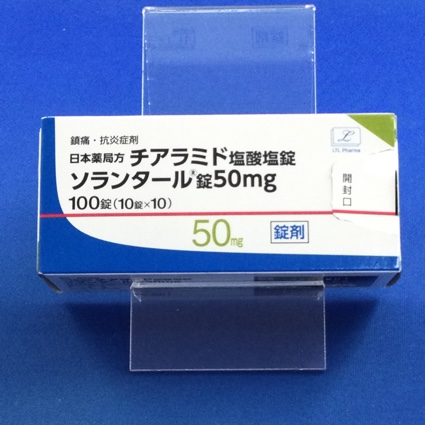 鎮痛・抗炎症剤
日本薬局方 チアラミド塩酸塩錠
ソランタール®錠50mg
100錠(10錠×10)
50mg
錠剤
LTL Pharma
開封口